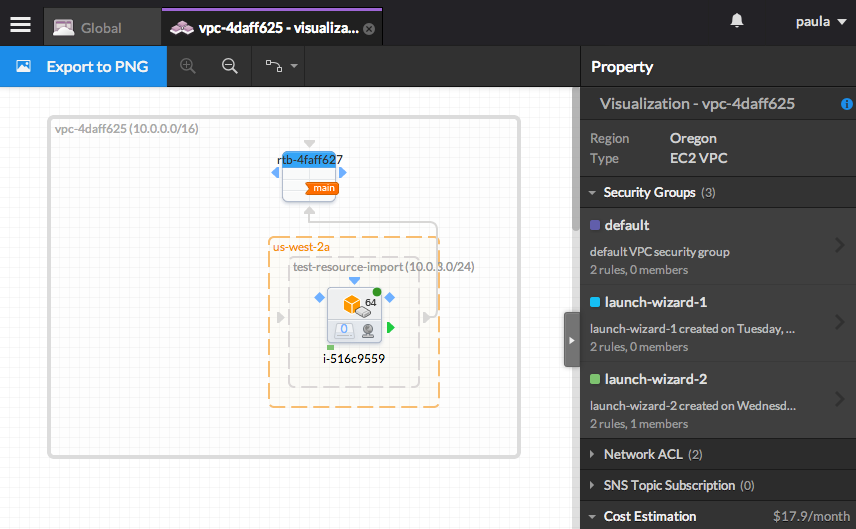 Global
vpc-4daff625 - visualiza...
paula
Export to PNG
Property
vpc-4daff625 (10.0.0.0/16)
rtb-4faff627
main
us-west-2a
test-resource-import (10.0.3.0/24)
64
0
i-516c9559
Visualization - vpc-4daff625
i
Region Oregon
Type EC2 VPC
Security Groups (3)
default
default VPC security group
2 rules, 0 members
launch-wizard-1
launch-wizard-1 created on Tuesday, ...
2 rules, 0 members
launch-wizard-2
launch-wizard-2 created on Wednesd...
2 rules, 1 members
Network ACL (2)
SNS Topic Subscription (0)
Cost Estimation $17.9/month